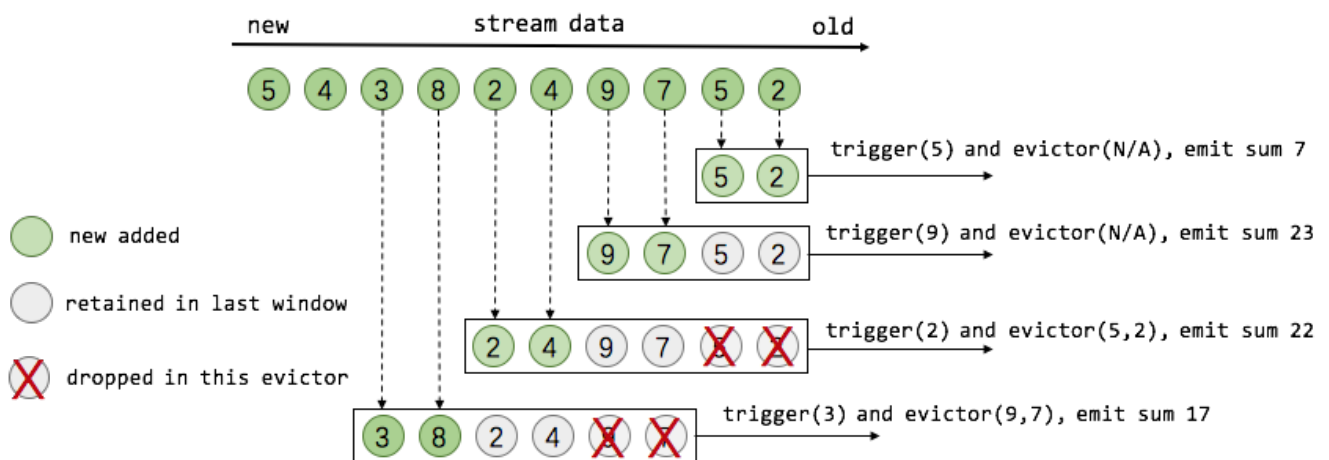 new stream data old
5 4 3 8 2 4 9 7 5 2
trigger(5) and evictor(N/A), emit sum 7
5 2
new added
trigger(9) and evictor(N/A), emit sum 23
9 7 5 2
retained in last window
trigger(2) and evictor(5,2), emit sum 22
2 4 9 7 5 2
dropped in this evictor
trigger(3) and evictor(9,7), emit sum 17
3 8 2 4 9 7